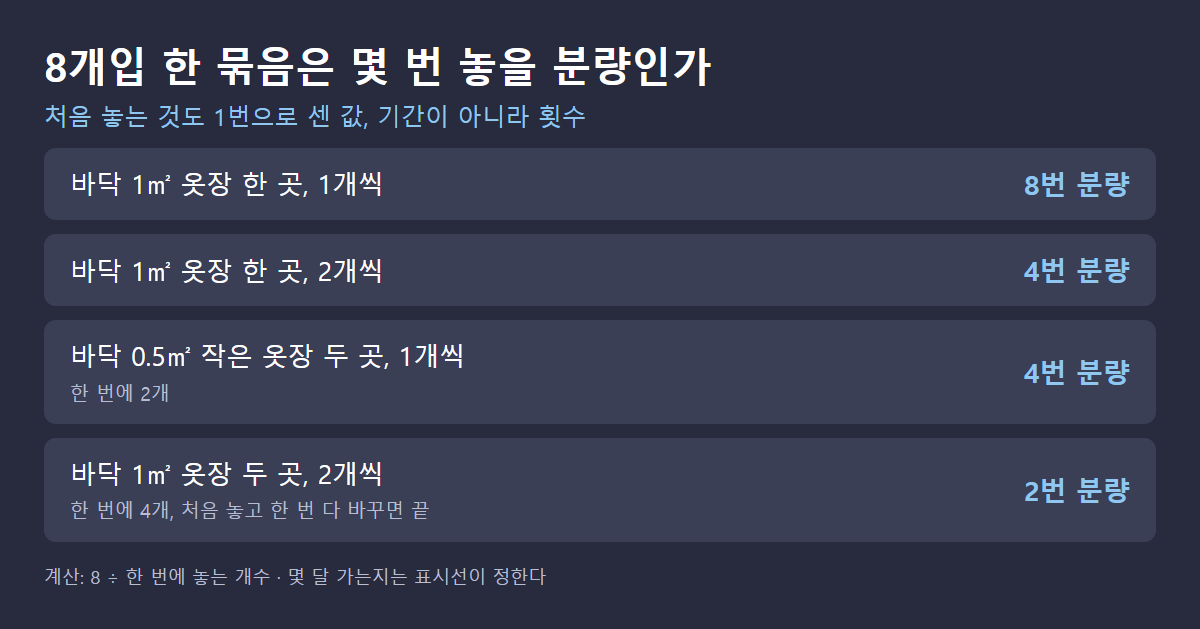 8개입 한 묶음은 몇 번 놓을 분량인가
처음 놓는 것도 1번으로 센 값, 기간이 아니라 횟수
바닥 1㎡ 옷장 한 곳, 1개씩
8번 분량
바닥 1㎡ 옷장 한 곳, 2개씩
4번 분량
바닥 0.5㎡ 작은 옷장 두 곳, 1개씩
한 번에 2개
4번 분량
바닥 1㎡ 옷장 두 곳, 2개씩
한 번에 4개, 처음 놓고 한 번 다 바꾸면 끝
2번 분량
계산: 8 ÷ 한 번에 놓는 개수 · 몇 달 가는지는 표시선이 정한다